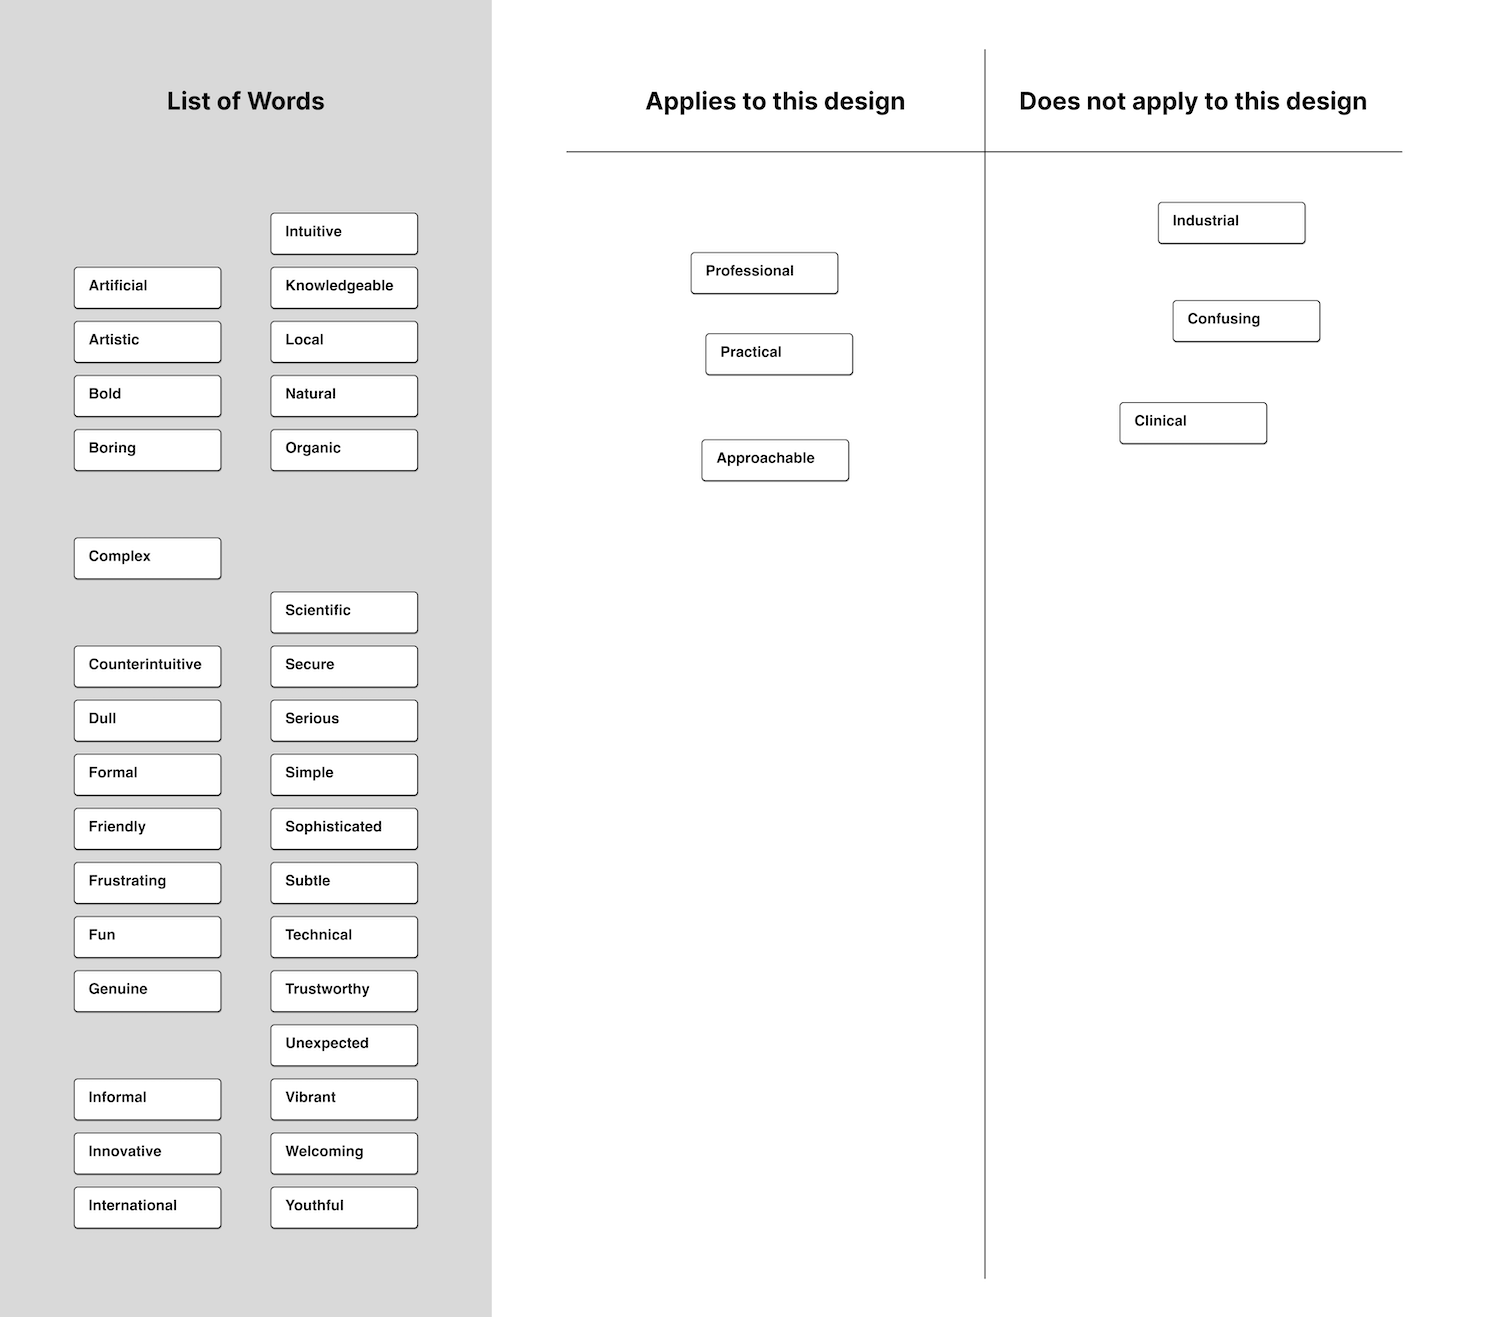 List of Words
Intuitive
Artificial
Knowledgeable
Artistic
Local
Bold
Natural
Boring
Organic
Complex
Scientific
Counterintuitive
Secure
Dull
Serious
Formal
Simple
Friendly
Sophisticated
Frustrating
Subtle
Fun
Technical
Genuine
Trustworthy
Unexpected
Informal
Vibrant
Innovative
Welcoming
International
Youthful
Applies to this design
Professional
Practical
Approachable
Does not apply to this design
Industrial
Confusing
Clinical